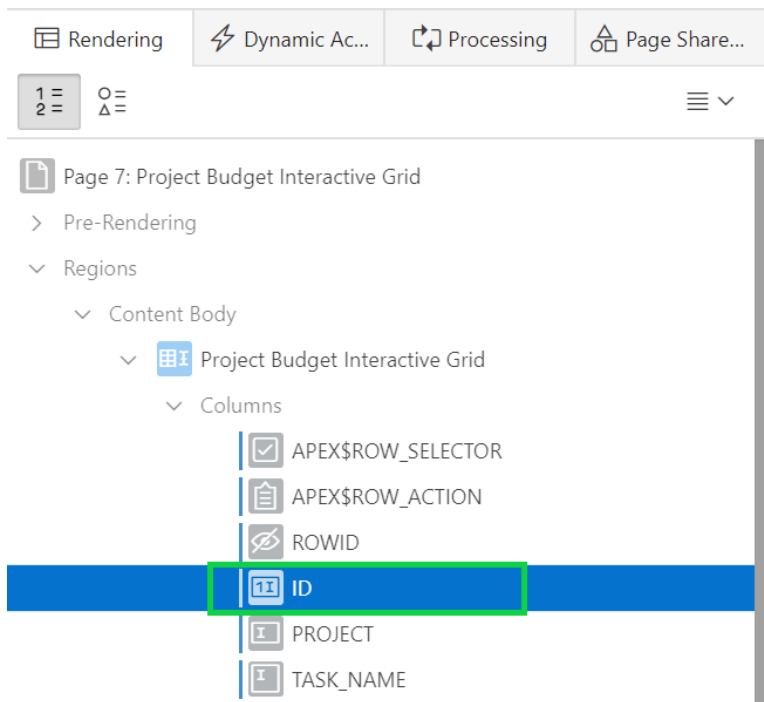 Rendering Dynamic Ac... Processing Page Share...
Page 7: Project Budget Interactive Grid
Pre-Rendering
Regions
Content Body
Project Budget Interactive Grid
Columns
APEX$ROW_SELECTOR
APEX$ROW_ACTION
ROWID
ID
PROJECT
TASK_NAME